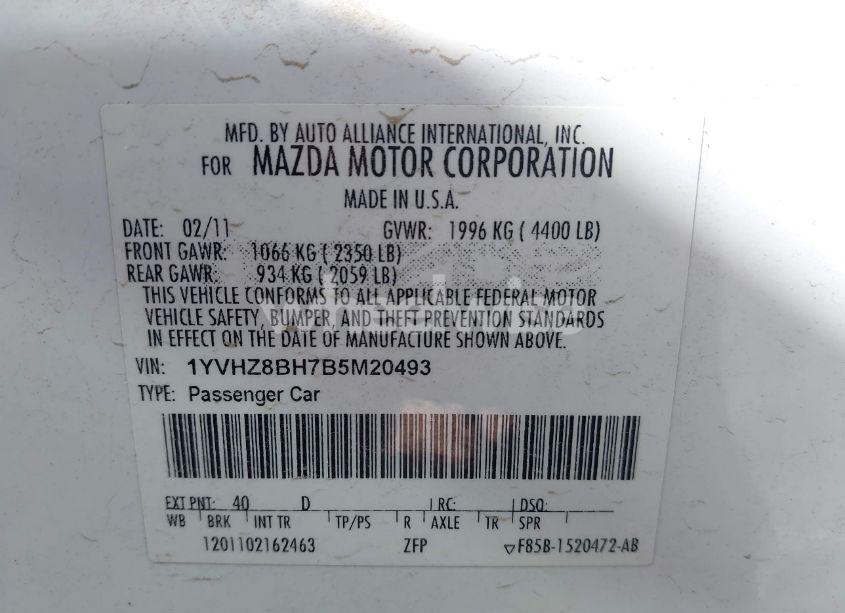 MFD. BY AUTO ALLIANCE INTERNATIONAL, INC.
FOR MAZDA MOTOR CORPORATION
MADE IN U.S.A.
DATE: 02/11 GVWR: 1996 KG ( 4400 LB)
FRONT GAWR: 1066 KG ( 2350 LB)
REAR GAWR: 934 KG ( 2059 LB)
THIS VEHICLE CONFORMS TO ALL APPLICABLE FEDERAL MOTOR
VEHICLE SAFETY, BUMPER, AND THEFT PREVENTION STANDARDS
IN EFFECT ON THE DATE OF MANUFACTURE SHOWN ABOVE.
VIN: 1YVHZ8BH7B5M20493
TYPE: Passenger Car
EXT PNT: 40 D RC: DSO:
WB BRK INT TR TP/PS R AXLE TR SPR
1201102162463 ZFP ▽F85B-1520472-AB